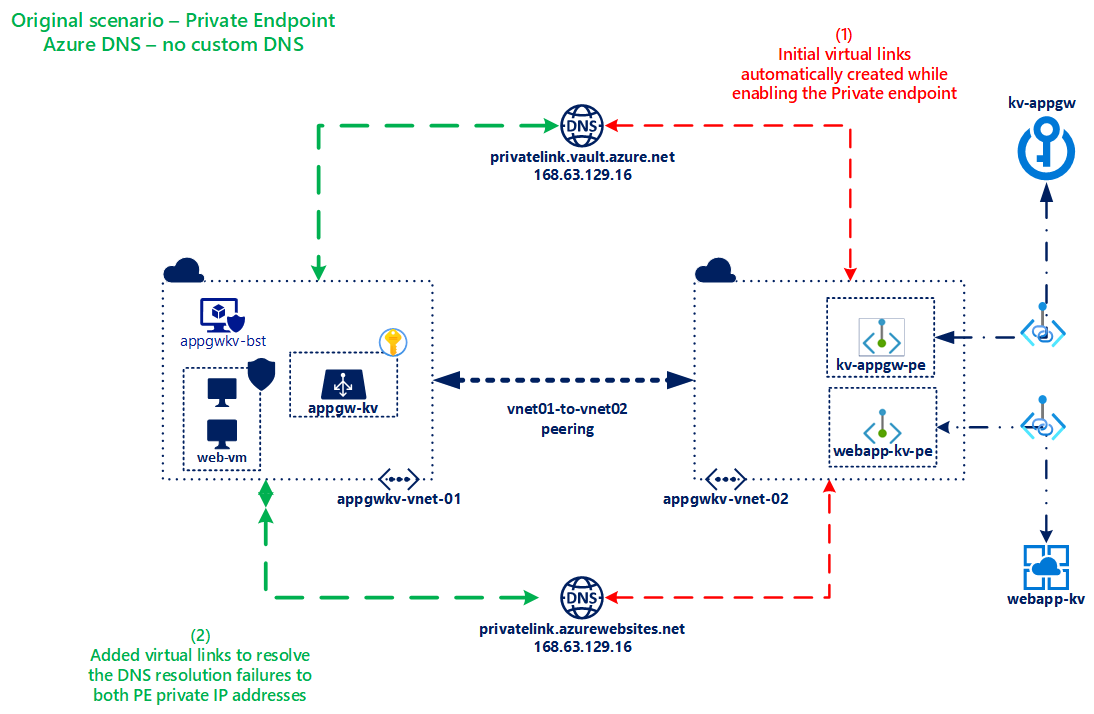 Original scenario – Private Endpoint
Azure DNS – no custom DNS
(1)
Initial virtual links
automatically created while
enabling the Private endpoint
kv-appgw
DNS
privatelink.vault.azure.net
168.63.129.16
appgwkv-bst
appgw-kv
web-vm
appgwkv-vnet-01
vnet01-to-vnet02
peering
kv-appgw-pe
webapp-kv-pe
appgwkv-vnet-02
DNS
privatelink.azurewebsites.net
168.63.129.16
webapp-kv
(2)
Added virtual links to resolve
the DNS resolution failures to
both PE private IP addresses